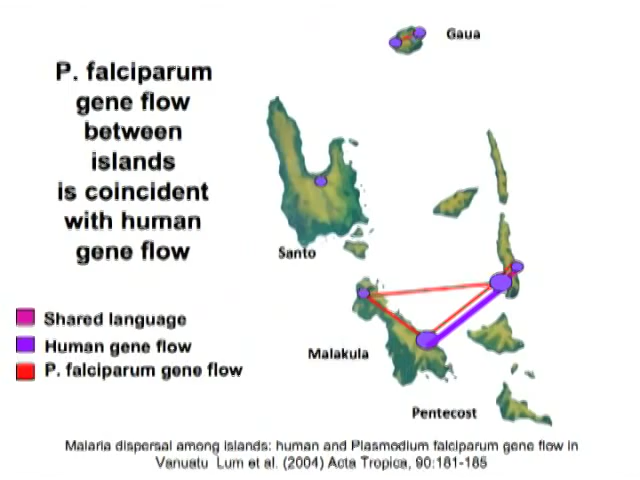 P. falciparum
gene flow
between
islands
is coincident
with human
gene flow
Gaua
Santo
Malakula
Pentecost
Shared language
Human gene flow
P. falciparum gene flow
Malaria dispersal among islands: human and Plasmodium falciparum gene flow in
Vanuatu Lum et al. (2004) Acta Tropica, 90:181-185